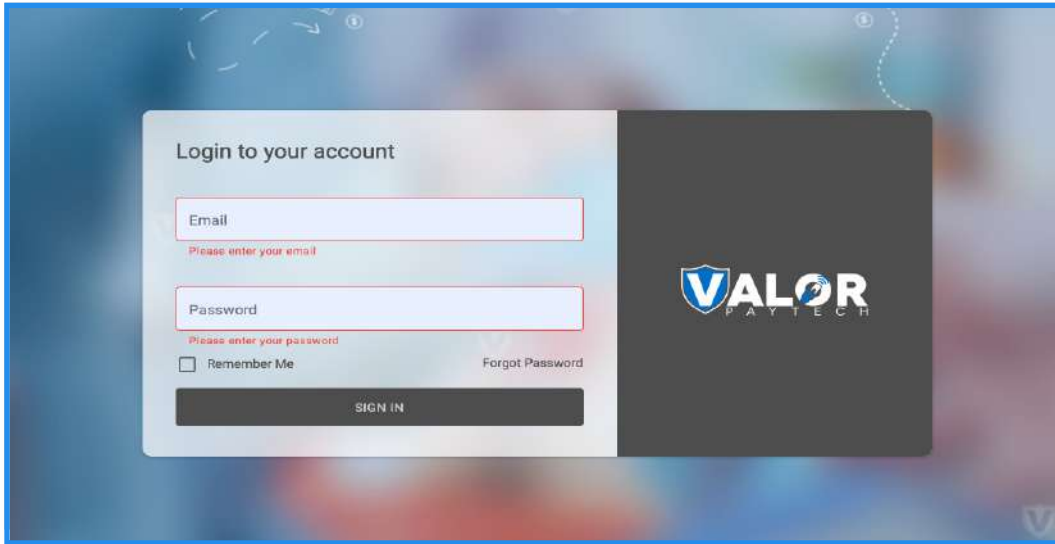 Login to your account
Email
Please enter your email
Password
Please enter your password
Remember Me
Forgot Password
SIGN IN
VALOR
PAYTECH